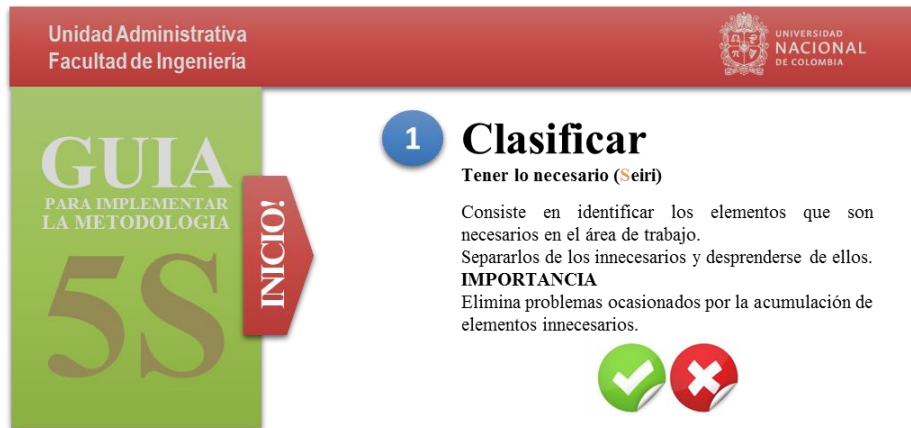 Unidad Administrativa
Facultad de Ingeniería
UNIVERSIDAD
NACIONAL
DE COLOMBIA
GUIA
PARA IMPLEMENTAR
LA METODOLOGIA
5S
INICIO!
1
Clasificar
Tener lo necesario (Seiri)
Consiste en identificar los elementos que son
necesarios en el área de trabajo.
Separarlos de los innecesarios y desprenderse de ellos.
IMPORTANCIA
Elimina problemas ocasionados por la acumulación de
elementos innecesarios.